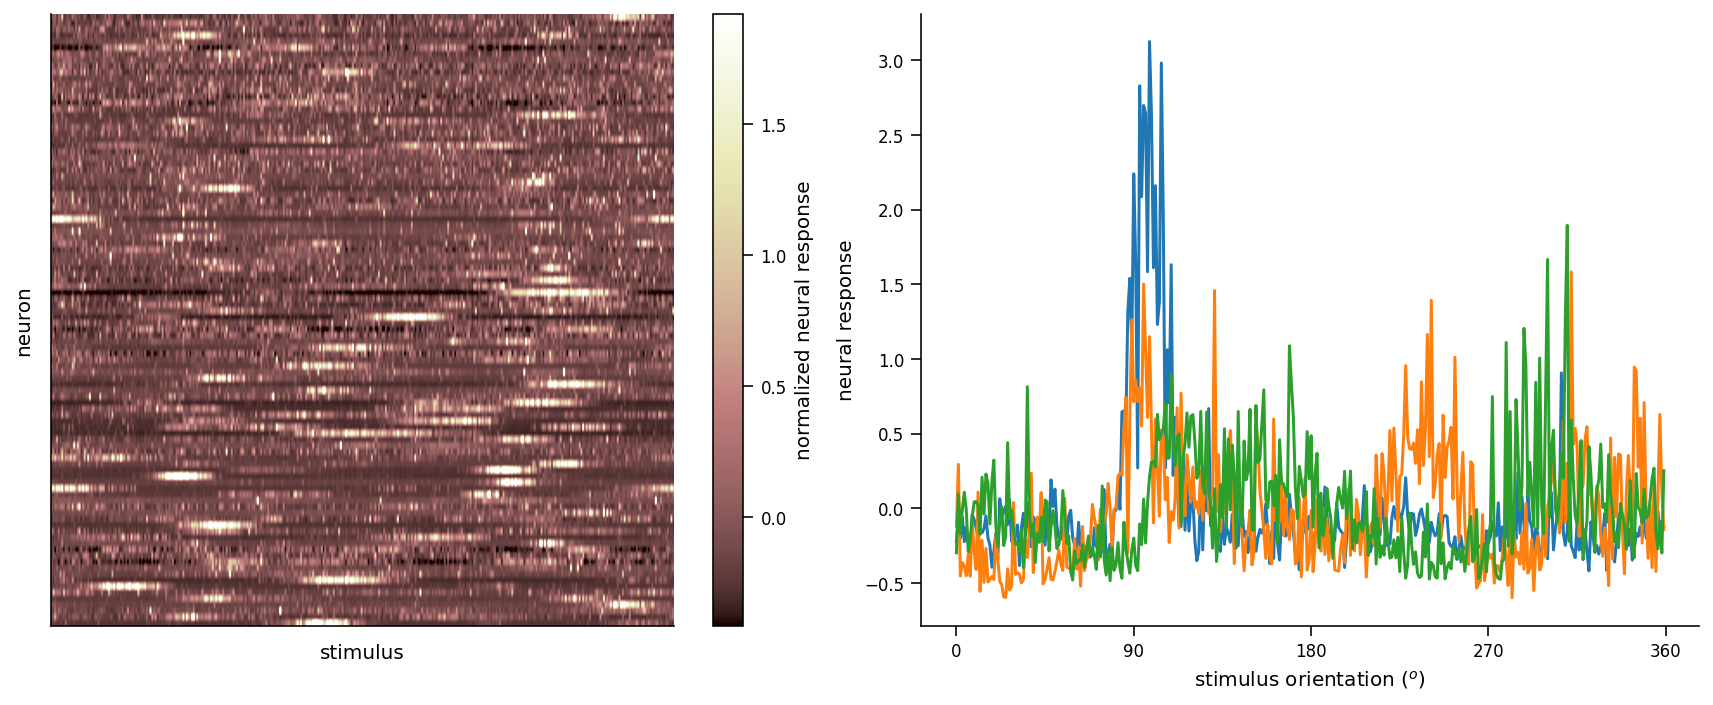 neuron
stimulus
1.5
1.0
0.5
0.0
normalized neural response
neural response
3.0
2.5
2.0
1.5
1.0
0.5
0.0
−0.5
0 90 180 270 360
stimulus orientation (°)